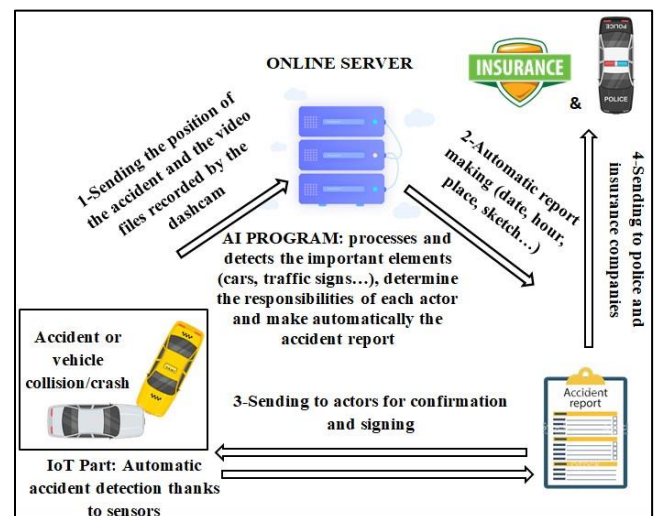 ONLINE SERVER
INSURANCE
&
POLICE
POLICE
1-Sending the position of
the accident and the video
files recorded by the
dashcam
2-Automatic report
making (date, hour,
place, sketch…)
4-Sending to police and
insurance companies
AI PROGRAM: processes and
detects the important elements
(cars, traffic signs…), determine
the responsibilities of each actor
and make automatically the
accident report
Accident or
vehicle
collision/crash
TAXI
3-Sending to actors for confirmation
and signing
Accident
report
IoT Part: Automatic
accident detection thanks
to sensors